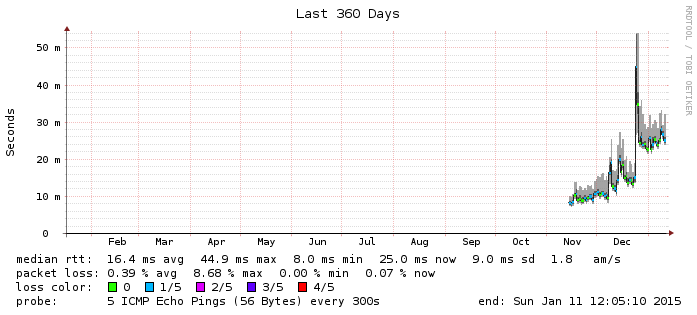 Last 360 Days
RRDTOOL / TOBI OETIKER
Seconds
50 m
40 m
30 m
20 m
10 m
0
Feb Mar Apr May Jun Jul Aug Sep Oct Nov Dec
median rtt: 16.4 ms avg 44.9 ms max 8.0 ms min 25.0 ms now 9.0 ms sd 1.8 am/s
packet loss: 0.39 % avg 8.68 % max 0.00 % min 0.07 % now
loss color: 0 1/5 2/5 3/5 4/5
probe: 5 ICMP Echo Pings (56 Bytes) every 300s end: Sun Jan 11 12:05:10 2015